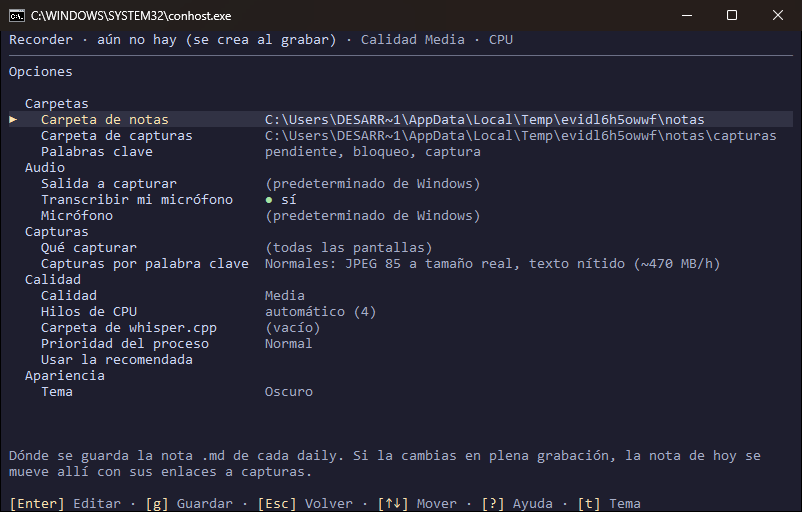 C:\WINDOWS\SYSTEM32\conhost.exe
Recorder · aún no hay (se crea al grabar) · Calidad Media · CPU
Opciones
Carpetas
► Carpeta de notas C:\Users\DESARR~1\AppData\Local\Temp\evidl6h5owwf\notas
Carpeta de capturas C:\Users\DESARR~1\AppData\Local\Temp\evidl6h5owwf\notas\capturas
Palabras clave pendiente, bloqueo, captura
Audio
Salida a capturar (predeterminado de Windows)
Transcribir mi micrófono ● sí
Micrófono (predeterminado de Windows)
Capturas
Qué capturar (todas las pantallas)
Capturas por palabra clave Normales: JPEG 85 a tamaño real, texto nítido (~470 MB/h)
Calidad
Calidad Media
Hilos de CPU automático (4)
Carpeta de whisper.cpp (vacío)
Prioridad del proceso Normal
Usar la recomendada
Apariencia
Tema Oscuro
Dónde se guarda la nota .md de cada daily. Si la cambias en plena grabación, la nota de hoy se
mueve allí con sus enlaces a capturas.
[Enter] Editar · [g] Guardar · [Esc] Volver · [↑↓] Mover · [?] Ayuda · [t] Tema